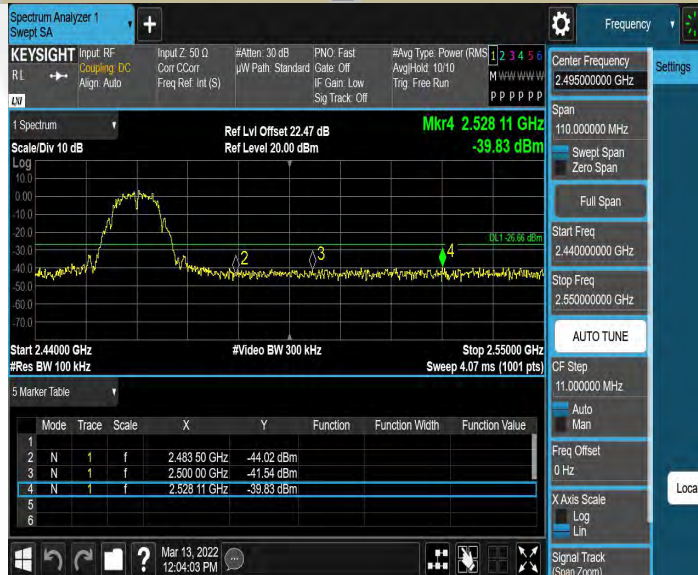 Spectrum Analyzer 1
Swept SA
Frequency
KEYSIGHT
RL
LXI
Input: RF
Coupling: DC
Align: Auto
Input Z: 50 Ω
Corr CCorr
Freq Ref: Int (S)
#Atten: 30 dB
µW Path: Standard
PNO: Fast
Gate: Off
IF Gain: Low
Sig Track: Off
#Avg Type: Power (RMS
Avg|Hold: 10/10
Trig: Free Run
1 2 3 4 5 6
M W W W W W
P P P P P P
1 Spectrum
Scale/Div 10 dB
Ref Lvl Offset 22.47 dB
Ref Level 20.00 dBm
Mkr4 2.528 11 GHz
-39.83 dBm
Log
10.0
0.00
-10.0
-20.0
-30.0
-40.0
-50.0
-60.0
-70.0
DL1 -26.66 dBm
2
3
4
Start 2.44000 GHz
#Res BW 100 kHz
#Video BW 300 kHz
Stop 2.55000 GHz
Sweep 4.07 ms (1001 pts)
5 Marker Table
Mode Trace Scale X Y Function Function Width Function Value
1
2 N 1 f 2.483 50 GHz -44.02 dBm
3 N 1 f 2.500 00 GHz -41.54 dBm
4 N 1 f 2.528 11 GHz -39.83 dBm
5
6
Mar 13, 2022
12:04:03 PM
Center Frequency
2.495000000 GHz
Settings
Span
110.000000 MHz
Swept Span
Zero Span
Full Span
Start Freq
2.440000000 GHz
Stop Freq
2.550000000 GHz
AUTO TUNE
CF Step
11.000000 MHz
Auto
Man
Freq Offset
0 Hz
X Axis Scale
Log
Lin
Signal Track
(Span Zoom)
Loca